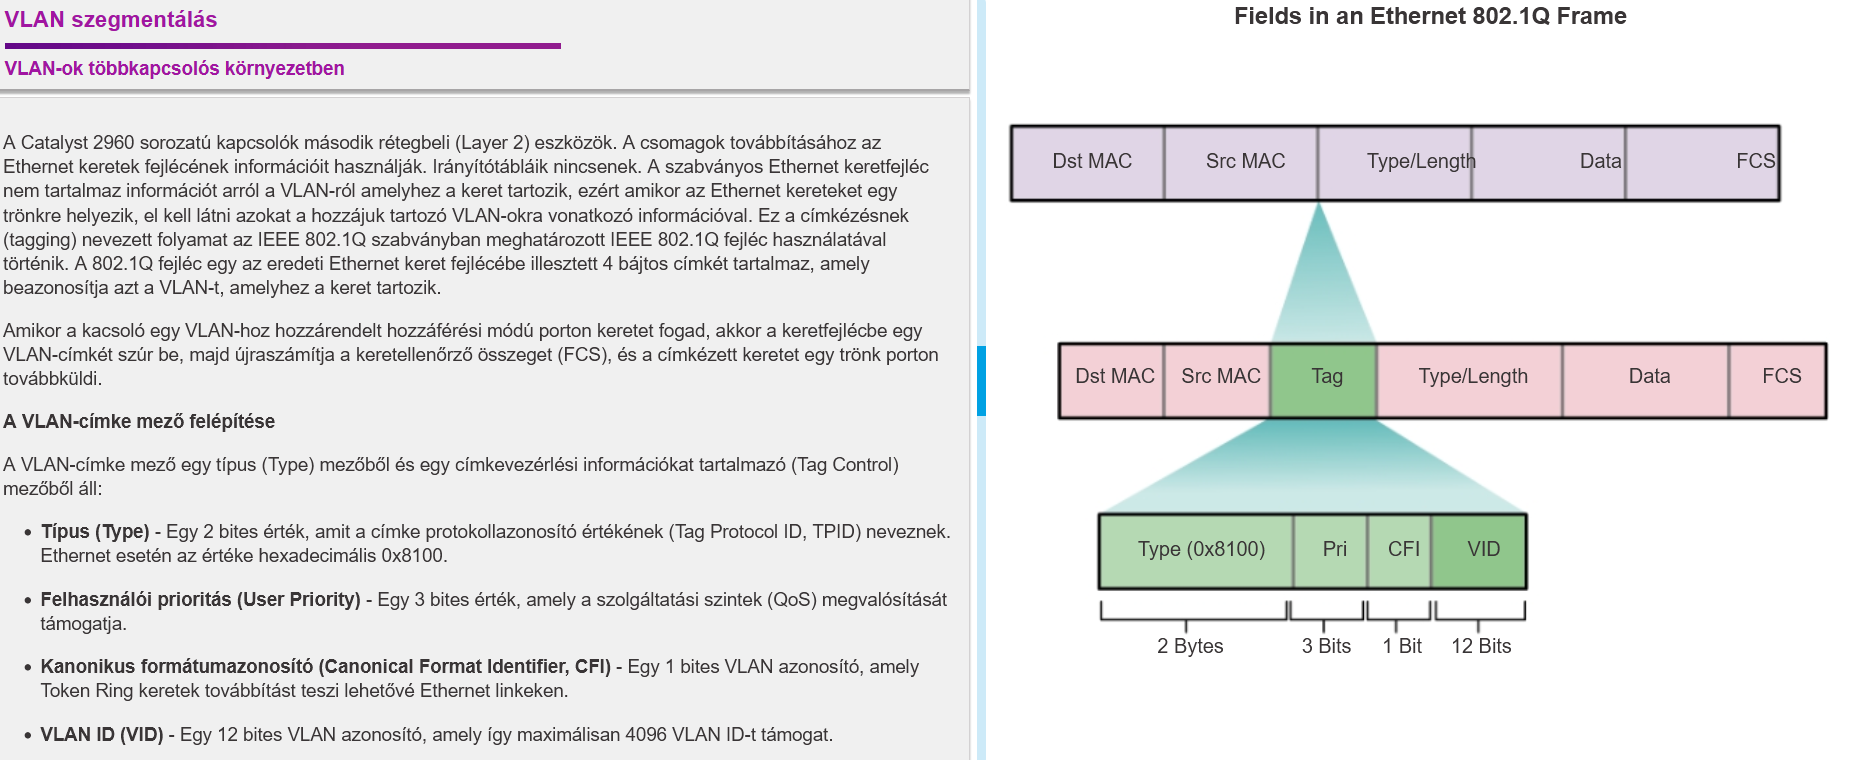 VLAN szegmentálás
VLAN-ok többkapcsolós környezetben
A Catalyst 2960 sorozatú kapcsolók második rétegbeli (Layer 2) eszközök. A csomagok továbbításához az
Ethernet keretek fejlécének információit használják. Irányítótábláik nincsenek. A szabványos Ethernet keretfejléc
nem tartalmaz információt arról a VLAN-ról amelyhez a keret tartozik, ezért amikor az Ethernet kereteket egy
trönkre helyezik, el kell látni azokat a hozzájuk tartozó VLAN-okra vonatkozó információval. Ez a címkézésnek
(tagging) nevezett folyamat az IEEE 802.1Q szabványban meghatározott IEEE 802.1Q fejléc használatával
történik. A 802.1Q fejléc egy az eredeti Ethernet keret fejlécébe illesztett 4 bájtos címkét tartalmaz, amely
beazonosítja azt a VLAN-t, amelyhez a keret tartozik.
Amikor a kacsoló egy VLAN-hoz hozzárendelt hozzáférési módú porton keretet fogad, akkor a keretfejlécbe egy
VLAN-címkét szúr be, majd újraszámítja a keretellenőrző összeget (FCS), és a címkézett keretet egy trönk porton
továbbküldi.
A VLAN-címke mező felépítése
A VLAN-címke mező egy típus (Type) mezőből és egy címkevezérlési információkat tartalmazó (Tag Control)
mezőből áll:
• Típus (Type) - Egy 2 bites érték, amit a címke protokollazonosító értékének (Tag Protocol ID, TPID) neveznek.
Ethernet esetén az értéke hexadecimális 0x8100.
• Felhasználói prioritás (User Priority) - Egy 3 bites érték, amely a szolgáltatási szintek (QoS) megvalósítását
támogatja.
• Kanonikus formátumazonosító (Canonical Format Identifier, CFI) - Egy 1 bites VLAN azonosító, amely
Token Ring keretek továbbítást teszi lehetővé Ethernet linkeken.
• VLAN ID (VID) - Egy 12 bites VLAN azonosító, amely így maximálisan 4096 VLAN ID-t támogat.
Fields in an Ethernet 802.1Q Frame
Dst MAC Src MAC Type/Length Data FCS
Dst MAC Src MAC Tag Type/Length Data FCS
Type (0x8100) Pri CFI VID
2 Bytes 3 Bits 1 Bit 12 Bits